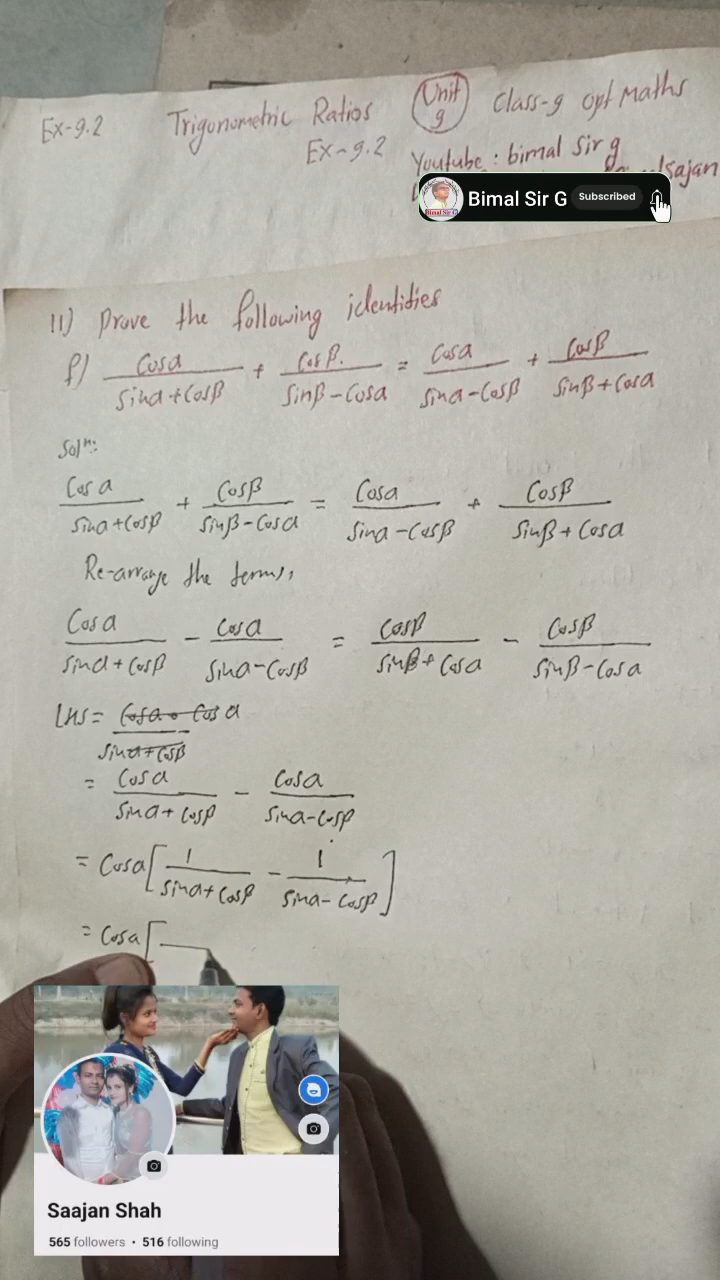 Ex-9.2 Trigonometric Ratios Unit 9 Class-9 opt Maths
Ex-9.2 Youtube : bimal Sir g
sajan
Bimal Sir G Subscribed
Bimal Sir G
11) Prove the following identities
f) Cosα/(Sinα+Cosβ) + Cosβ/(Sinβ-Cosα) = Cosα/(Sinα-Cosβ) + Cosβ/(Sinβ+Cosα)
Solⁿ:
Cosα/(Sinα+Cosβ) + Cosβ/(Sinβ-Cosα) = Cosα/(Sinα-Cosβ) + Cosβ/(Sinβ+Cosα)
Re-arrange the terms,
Cosα/(Sinα+Cosβ) - Cosα/(Sinα-Cosβ) = Cosβ/(Sinβ+Cosα) - Cosβ/(Sinβ-Cosα)
LHS =
= Cosα/(Sinα+Cosβ) - Cosα/(Sinα-Cosβ)
= Cosα[1/(Sinα+Cosβ) - 1/(Sinα-Cosβ)]
= Cosα[
Saajan Shah
565 followers • 516 following